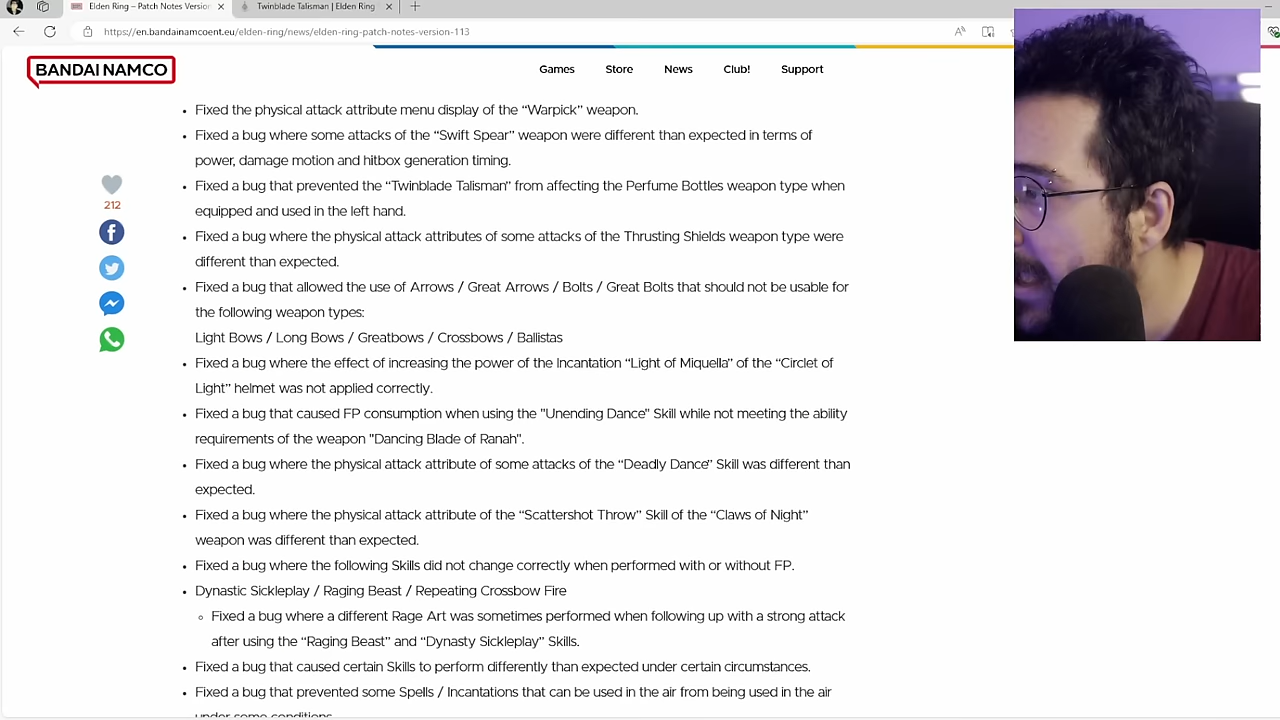 Elden Ring – Patch Notes Version
Twinblade Talisman | Elden Ring
https://en.bandainamcoent.eu/elden-ring/news/elden-ring-patch-notes-version-113
BANDAI NAMCO
Games Store News Club! Support
• Fixed the physical attack attribute menu display of the “Warpick” weapon.
• Fixed a bug where some attacks of the “Swift Spear” weapon were different than expected in terms of
power, damage motion and hitbox generation timing.
• Fixed a bug that prevented the “Twinblade Talisman” from affecting the Perfume Bottles weapon type when
equipped and used in the left hand.
212
• Fixed a bug where the physical attack attributes of some attacks of the Thrusting Shields weapon type were
different than expected.
• Fixed a bug that allowed the use of Arrows / Great Arrows / Bolts / Great Bolts that should not be usable for
the following weapon types:
Light Bows / Long Bows / Greatbows / Crossbows / Ballistas
• Fixed a bug where the effect of increasing the power of the Incantation “Light of Miquella” of the “Circlet of
Light” helmet was not applied correctly.
• Fixed a bug that caused FP consumption when using the "Unending Dance" Skill while not meeting the ability
requirements of the weapon "Dancing Blade of Ranah".
• Fixed a bug where the physical attack attribute of some attacks of the “Deadly Dance” Skill was different than
expected.
• Fixed a bug where the physical attack attribute of the “Scattershot Throw” Skill of the “Claws of Night”
weapon was different than expected.
• Fixed a bug where the following Skills did not change correctly when performed with or without FP.
• Dynastic Sickleplay / Raging Beast / Repeating Crossbow Fire
◦ Fixed a bug where a different Rage Art was sometimes performed when following up with a strong attack
after using the “Raging Beast” and “Dynasty Sickleplay” Skills.
• Fixed a bug that caused certain Skills to perform differently than expected under certain circumstances.
• Fixed a bug that prevented some Spells / Incantations that can be used in the air from being used in the air
under some conditions.